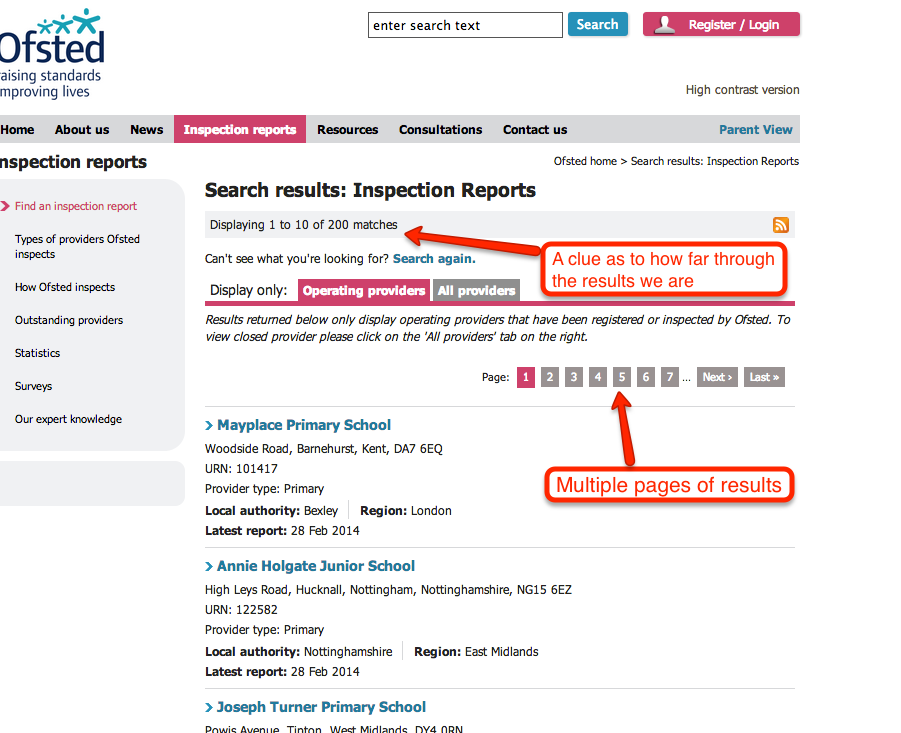 Ofsted
aising standards
mproving lives
enter search text
Search
Register / Login
High contrast version
Home About us News Inspection reports Resources Consultations Contact us Parent View
nspection reports
Ofsted home > Search results: Inspection Reports
Find an inspection report
Types of providers Ofsted
inspects
How Ofsted inspects
Outstanding providers
Statistics
Surveys
Our expert knowledge
Search results: Inspection Reports
Displaying 1 to 10 of 200 matches
A clue as to how far through
the results we are
Can't see what you're looking for? Search again.
Display only: Operating providers All providers
Results returned below only display operating providers that have been registered or inspected by Ofsted. To
view closed provider please click on the 'All providers' tab on the right.
Page: 1 2 3 4 5 6 7 ... Next > Last »
Multiple pages of results
Mayplace Primary School
Woodside Road, Barnehurst, Kent, DA7 6EQ
URN: 101417
Provider type: Primary
Local authority: Bexley Region: London
Latest report: 28 Feb 2014
Annie Holgate Junior School
High Leys Road, Hucknall, Nottingham, Nottinghamshire, NG15 6EZ
URN: 122582
Provider type: Primary
Local authority: Nottinghamshire Region: East Midlands
Latest report: 28 Feb 2014
Joseph Turner Primary School
Powis Avenue, Tipton, West Midlands, DY4 0RN